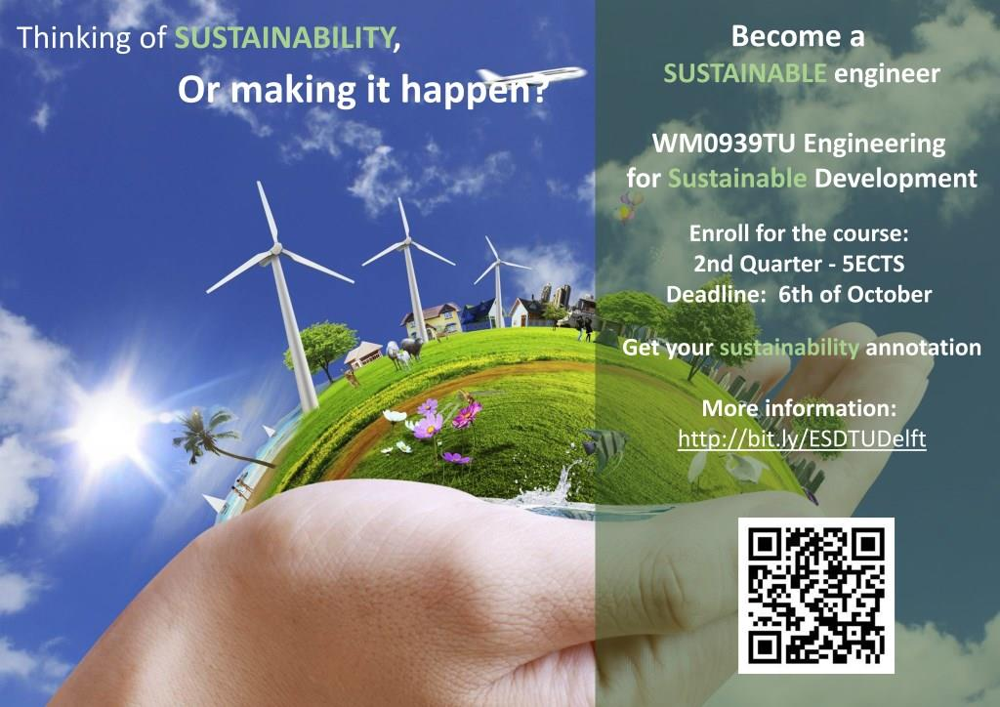 Thinking of SUSTAINABILITY,
Or making it happen?
Become a
SUSTAINABLE engineer
WM0939TU Engineering
for Sustainable Development
Enroll for the course:
2nd Quarter - 5ECTS
Deadline: 6th of October
Get your sustainability annotation
More information:
http://bit.ly/ESDTUDelft